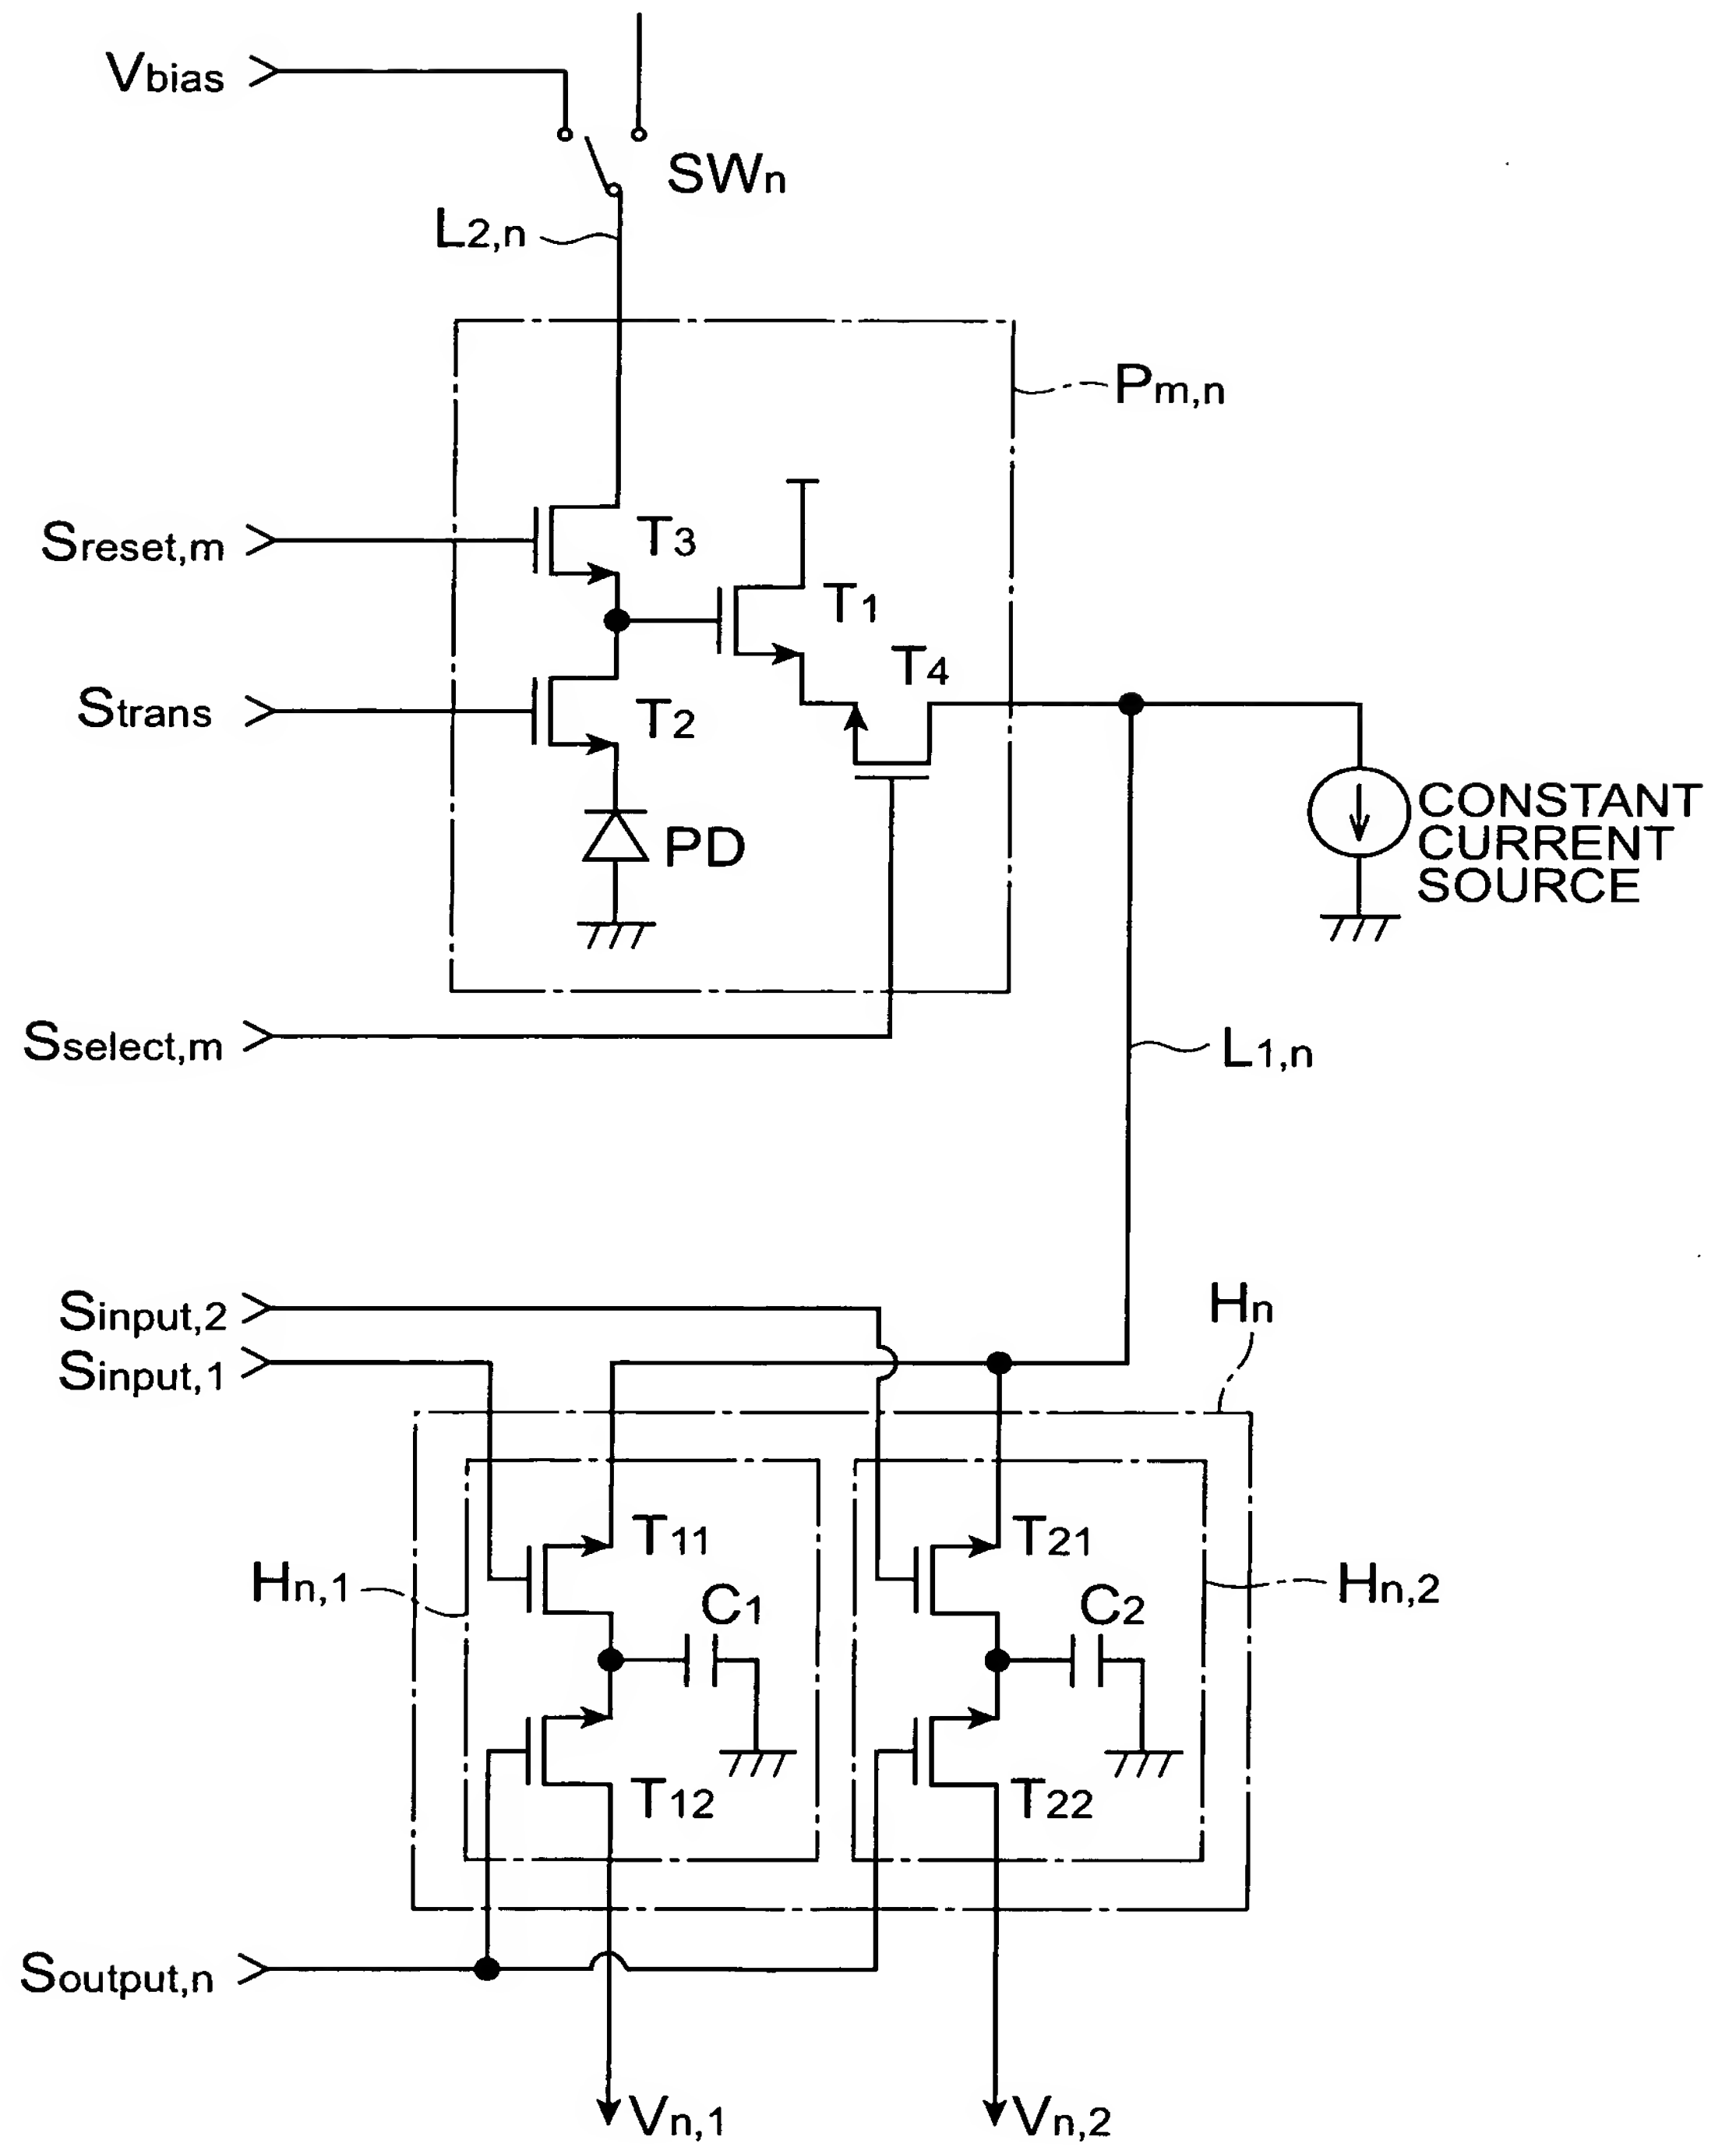 Vbias
SWn
L2,n
Pm,n
Sreset,m
T3
T1
T4
Strans
T2
PD
CONSTANT
CURRENT
SOURCE
Sselect,m
L1,n
Sinput,2
Hn
Sinput,1
T11
T21
Hn,1
C1
C2
Hn,2
T12
T22
Soutput,n
Vn,1
Vn,2